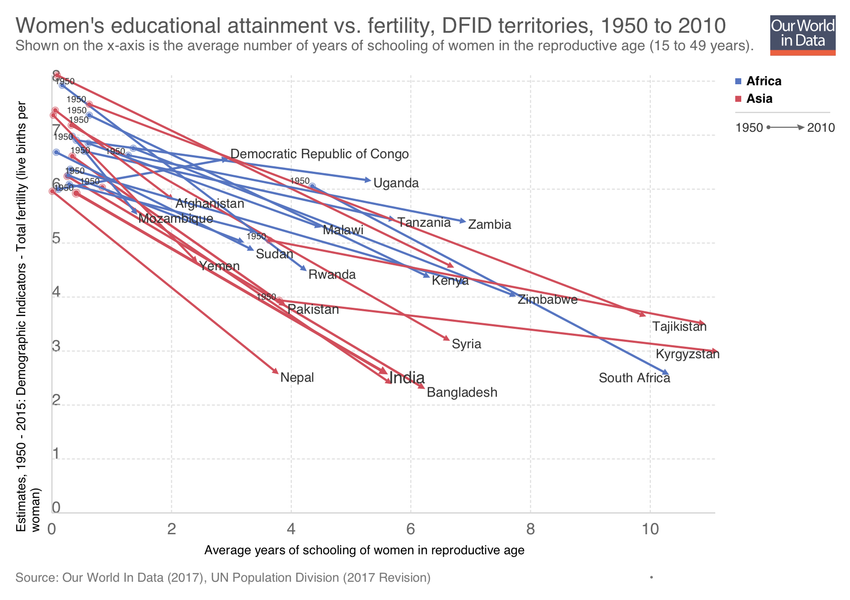 Women's educational attainment vs. fertility, DFID territories, 1950 to 2010
Shown on the x-axis is the average number of years of schooling of women in the reproductive age (15 to 49 years).
Our World
in Data
Africa
Asia
1950 2010
Estimates, 1950 - 2015: Demographic Indicators - Total fertility (live births per
woman)
8
1950
1950
1950
1950
7
1950
1950
1950
Democratic Republic of Congo
1950
1950
1950
Uganda
6
1950
Afghanistan
Mozambique
Tanzania
Zambia
Malawi
5
1950
Sudan
Yemen
Rwanda
Kenya
4
1950
Zimbabwe
Pakistan
Tajikistan
3
Syria
Kyrgyzstan
Nepal
India
South Africa
Bangladesh
2
1
0
0 2 4 6 8 10
Average years of schooling of women in reproductive age
Source: Our World In Data (2017), UN Population Division (2017 Revision)